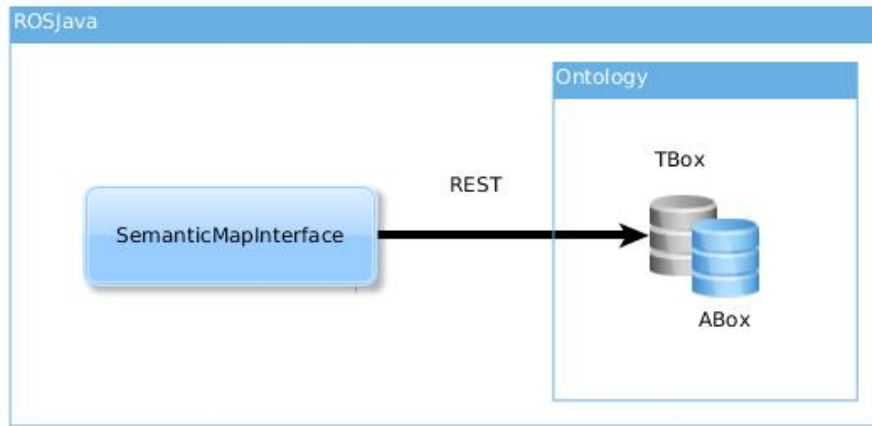 ROSJava
Ontology
TBox
REST
SemanticMapInterface
ABox